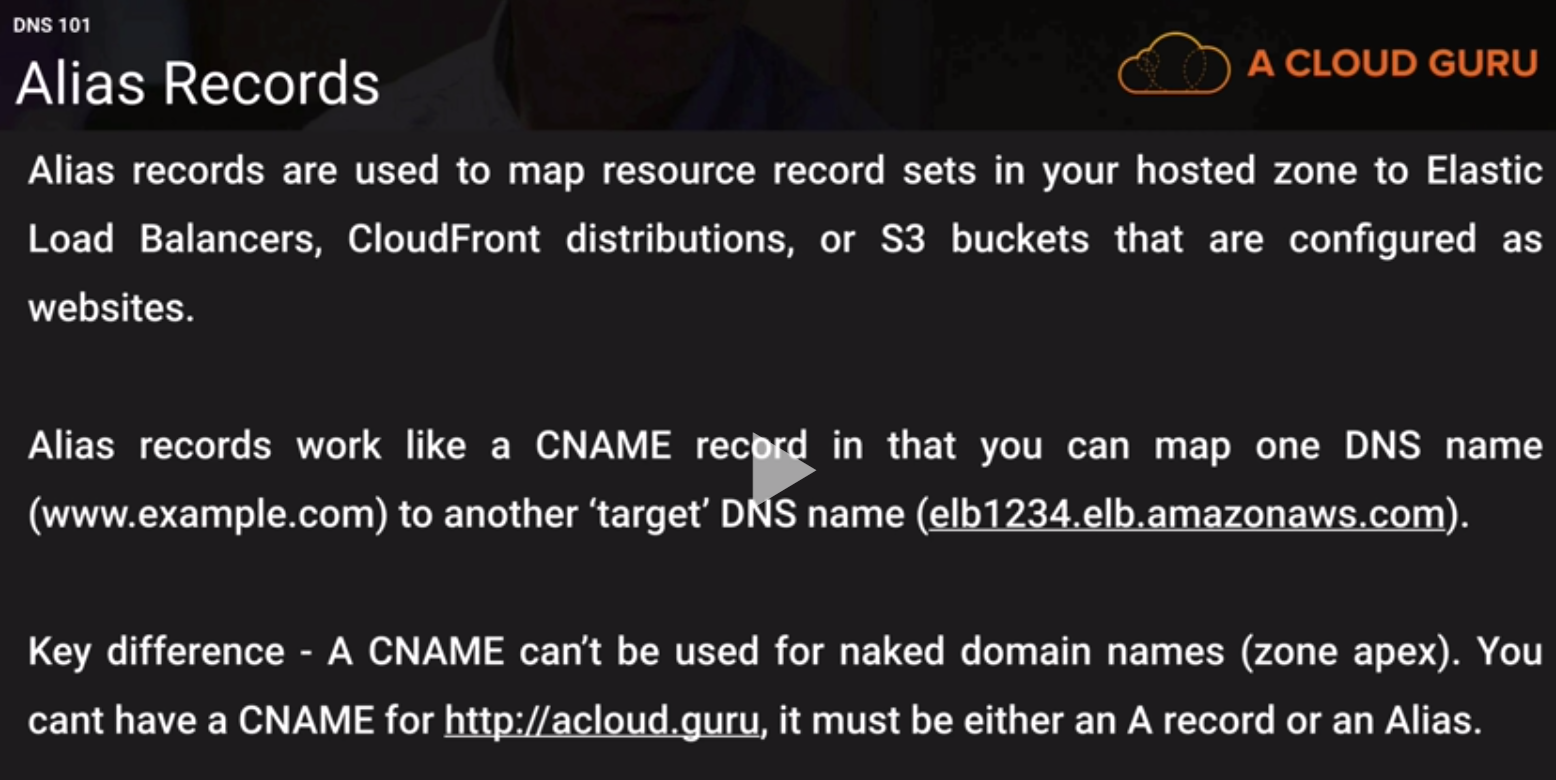 DNS 101
Alias Records
A CLOUD GURU
Alias records are used to map resource record sets in your hosted zone to Elastic
Load Balancers, CloudFront distributions, or S3 buckets that are configured as
websites.
Alias records work like a CNAME record in that you can map one DNS name
(www.example.com) to another ‘target’ DNS name (elb1234.elb.amazonaws.com).
Key difference - A CNAME can’t be used for naked domain names (zone apex). You
cant have a CNAME for http://acloud.guru, it must be either an A record or an Alias.